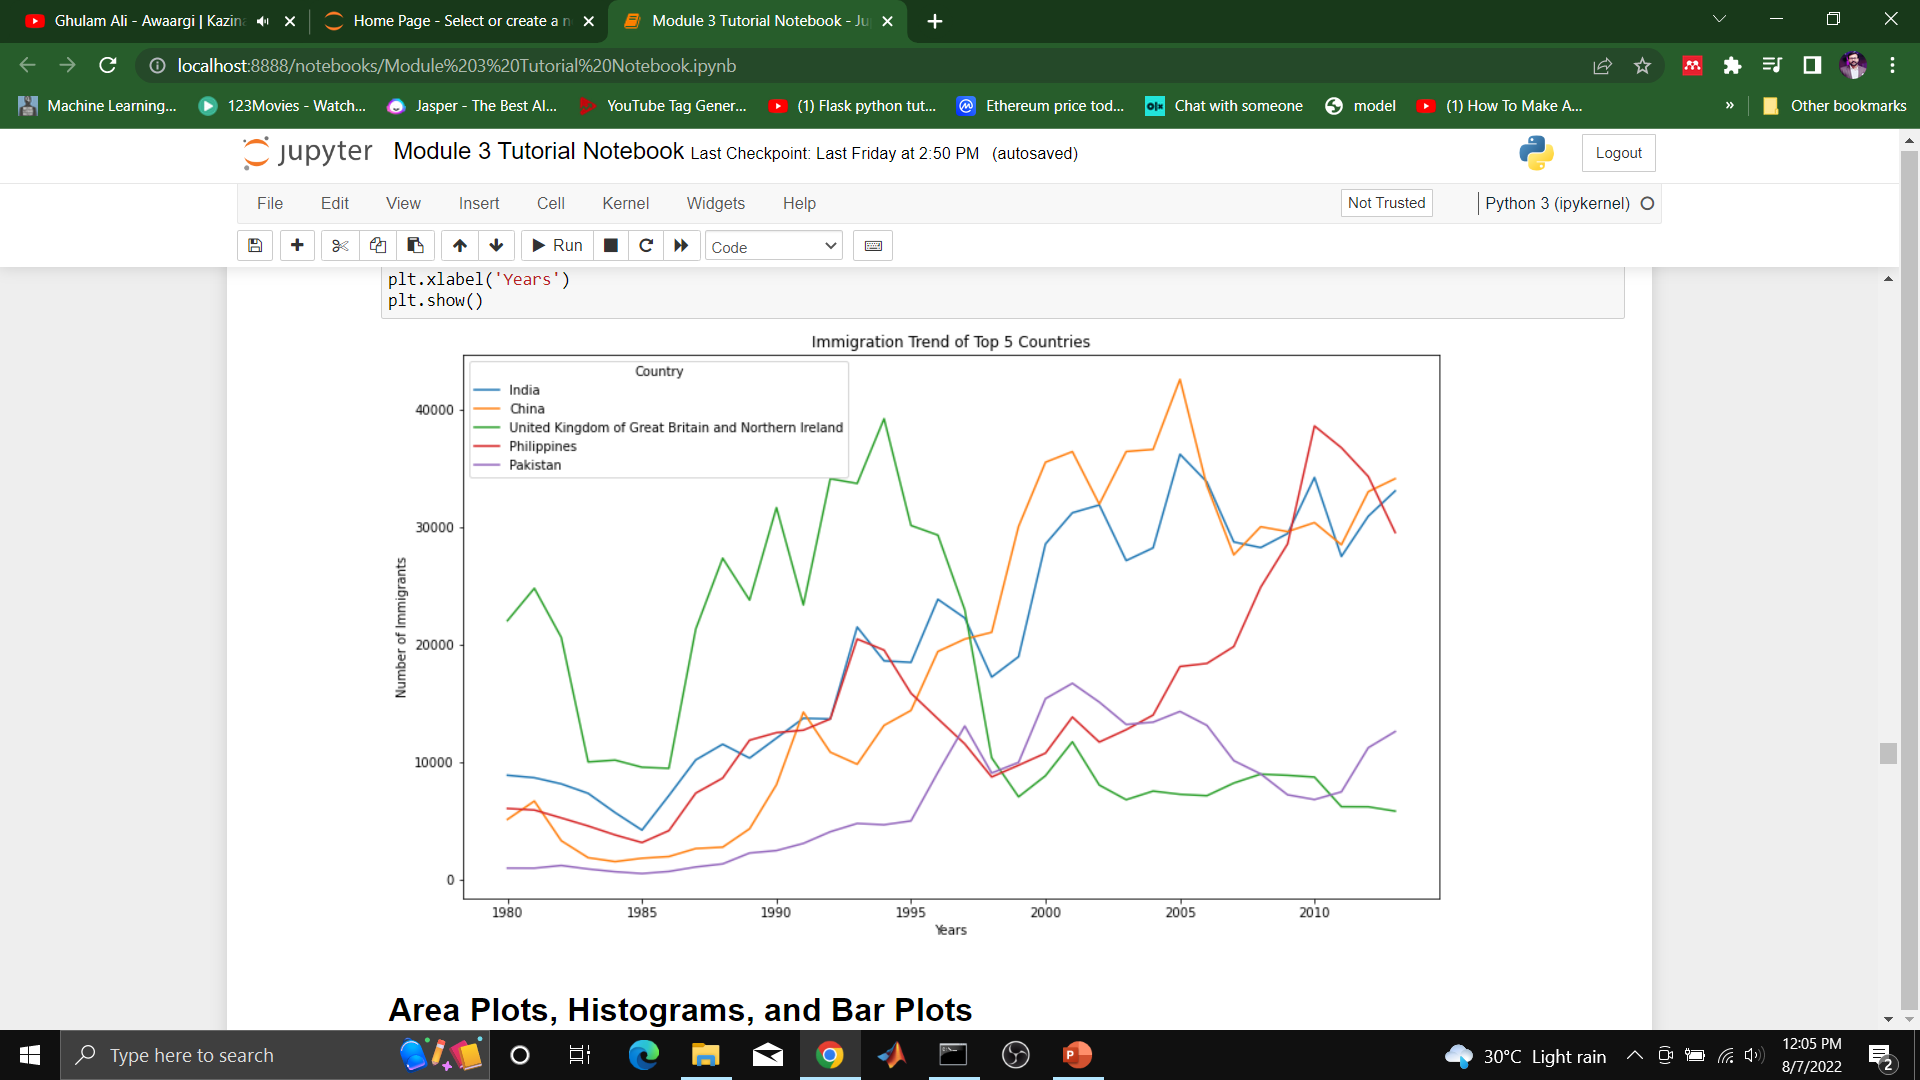 Ghulam Ali - Awaargi | Kazin
Home Page - Select or create a n
Module 3 Tutorial Notebook - Ju
localhost:8888/notebooks/Module%203%20Tutorial%20Notebook.ipynb
Machine Learning... 123Movies - Watch... Jasper - The Best AI... YouTube Tag Gener... (1) Flask python tut... Ethereum price tod... Chat with someone model (1) How To Make A... » Other bookmarks
jupyter Module 3 Tutorial Notebook Last Checkpoint: Last Friday at 2:50 PM (autosaved)
Logout
File Edit View Insert Cell Kernel Widgets Help
Not Trusted
Python 3 (ipykernel)
Run
Code
plt.xlabel('Years')
plt.show()
Immigration Trend of Top 5 Countries
Country
India
China
United Kingdom of Great Britain and Northern Ireland
Philippines
Pakistan
Number of Immigrants
40000
30000
20000
10000
0
1980 1985 1990 1995 2000 2005 2010
Years
Area Plots, Histograms, and Bar Plots
Type here to search
30°C Light rain
12:05 PM
8/7/2022
2